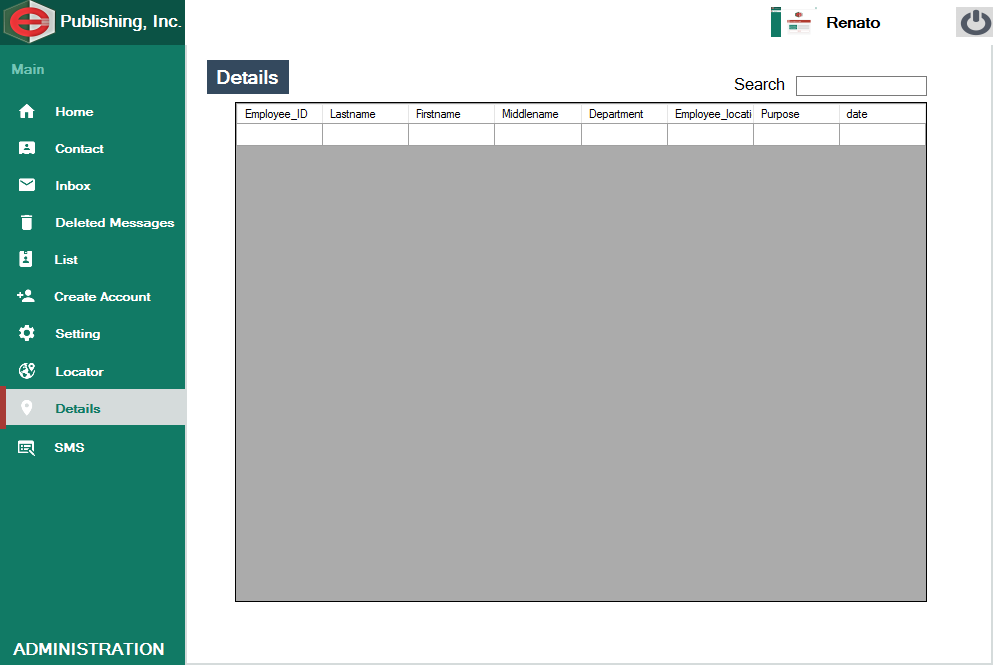 Publishing, Inc.
Renato
Main
Home
Contact
Inbox
Deleted Messages
List
Create Account
Setting
Locator
Details
SMS
ADMINISTRATION
Details
Search
Employee_ID Lastname Firstname Middlename Department Employee_locati Purpose date